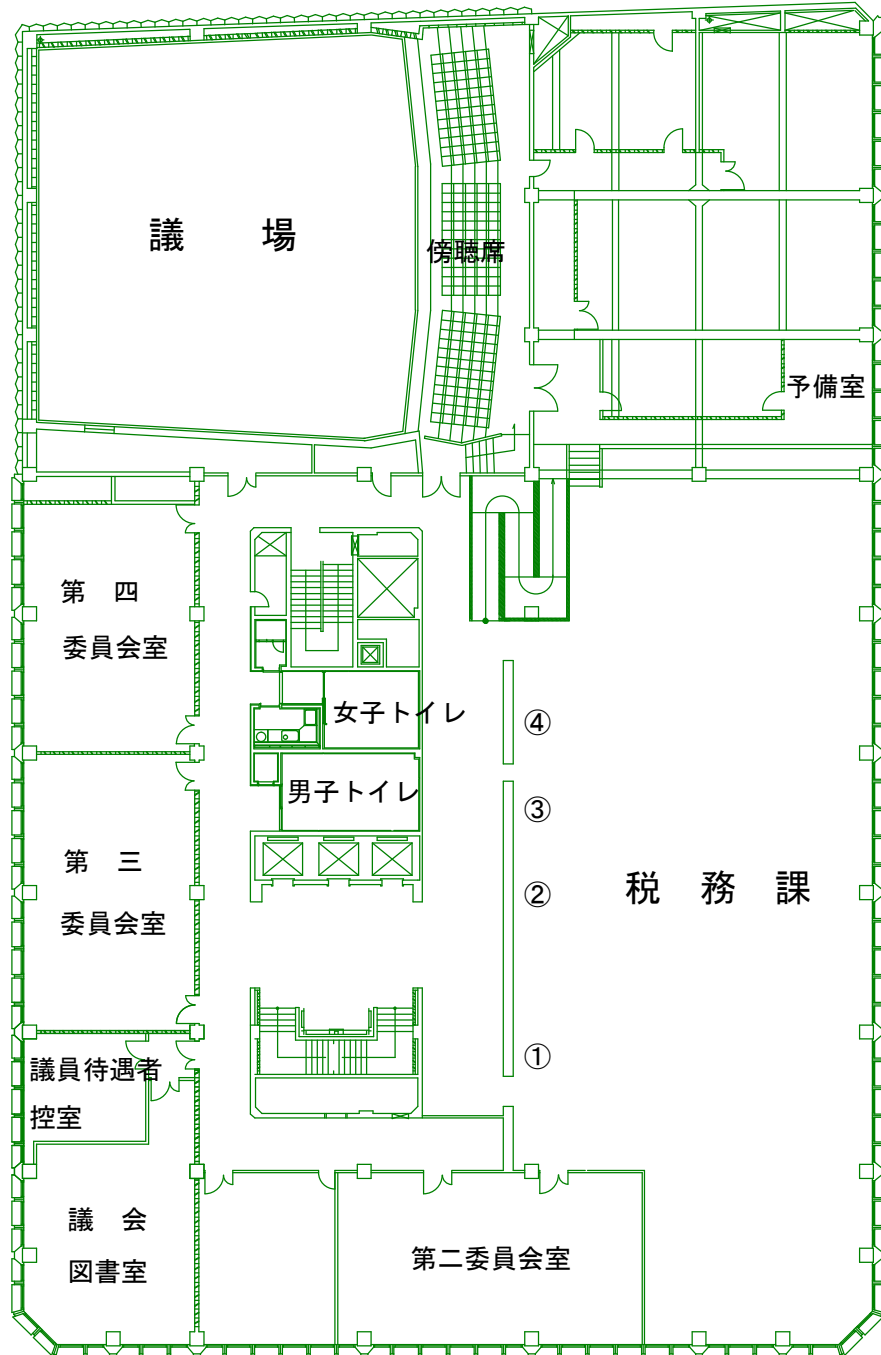 議　場
傍聴席
予備室
第　四
委員会室
女子トイレ
④
男子トイレ
③
第　三
委員会室
②
税　務　課
①
議員待遇者
控室
議　会
図書室
第二委員会室